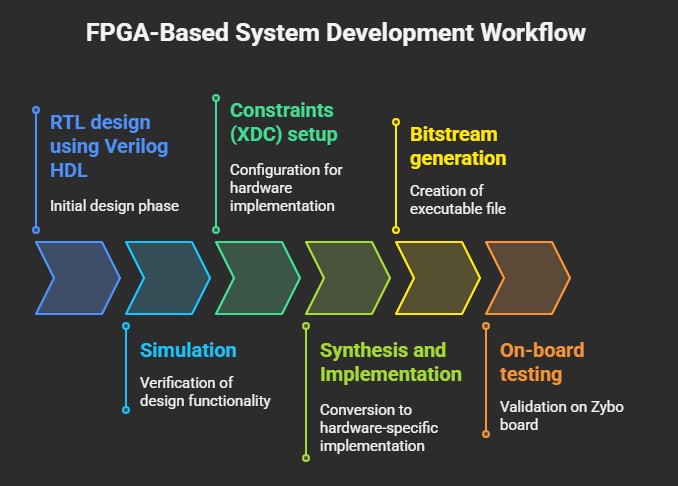 FPGA-Based System Development Workflow
RTL design
using Verilog
HDL
Initial design phase
Constraints
(XDC) setup
Configuration for
hardware
implementation
Bitstream
generation
Creation of
executable file
Simulation
Verification of
design functionality
Synthesis and
Implementation
Conversion to
hardware-specific
implementation
On-board
testing
Validation on Zybo
board